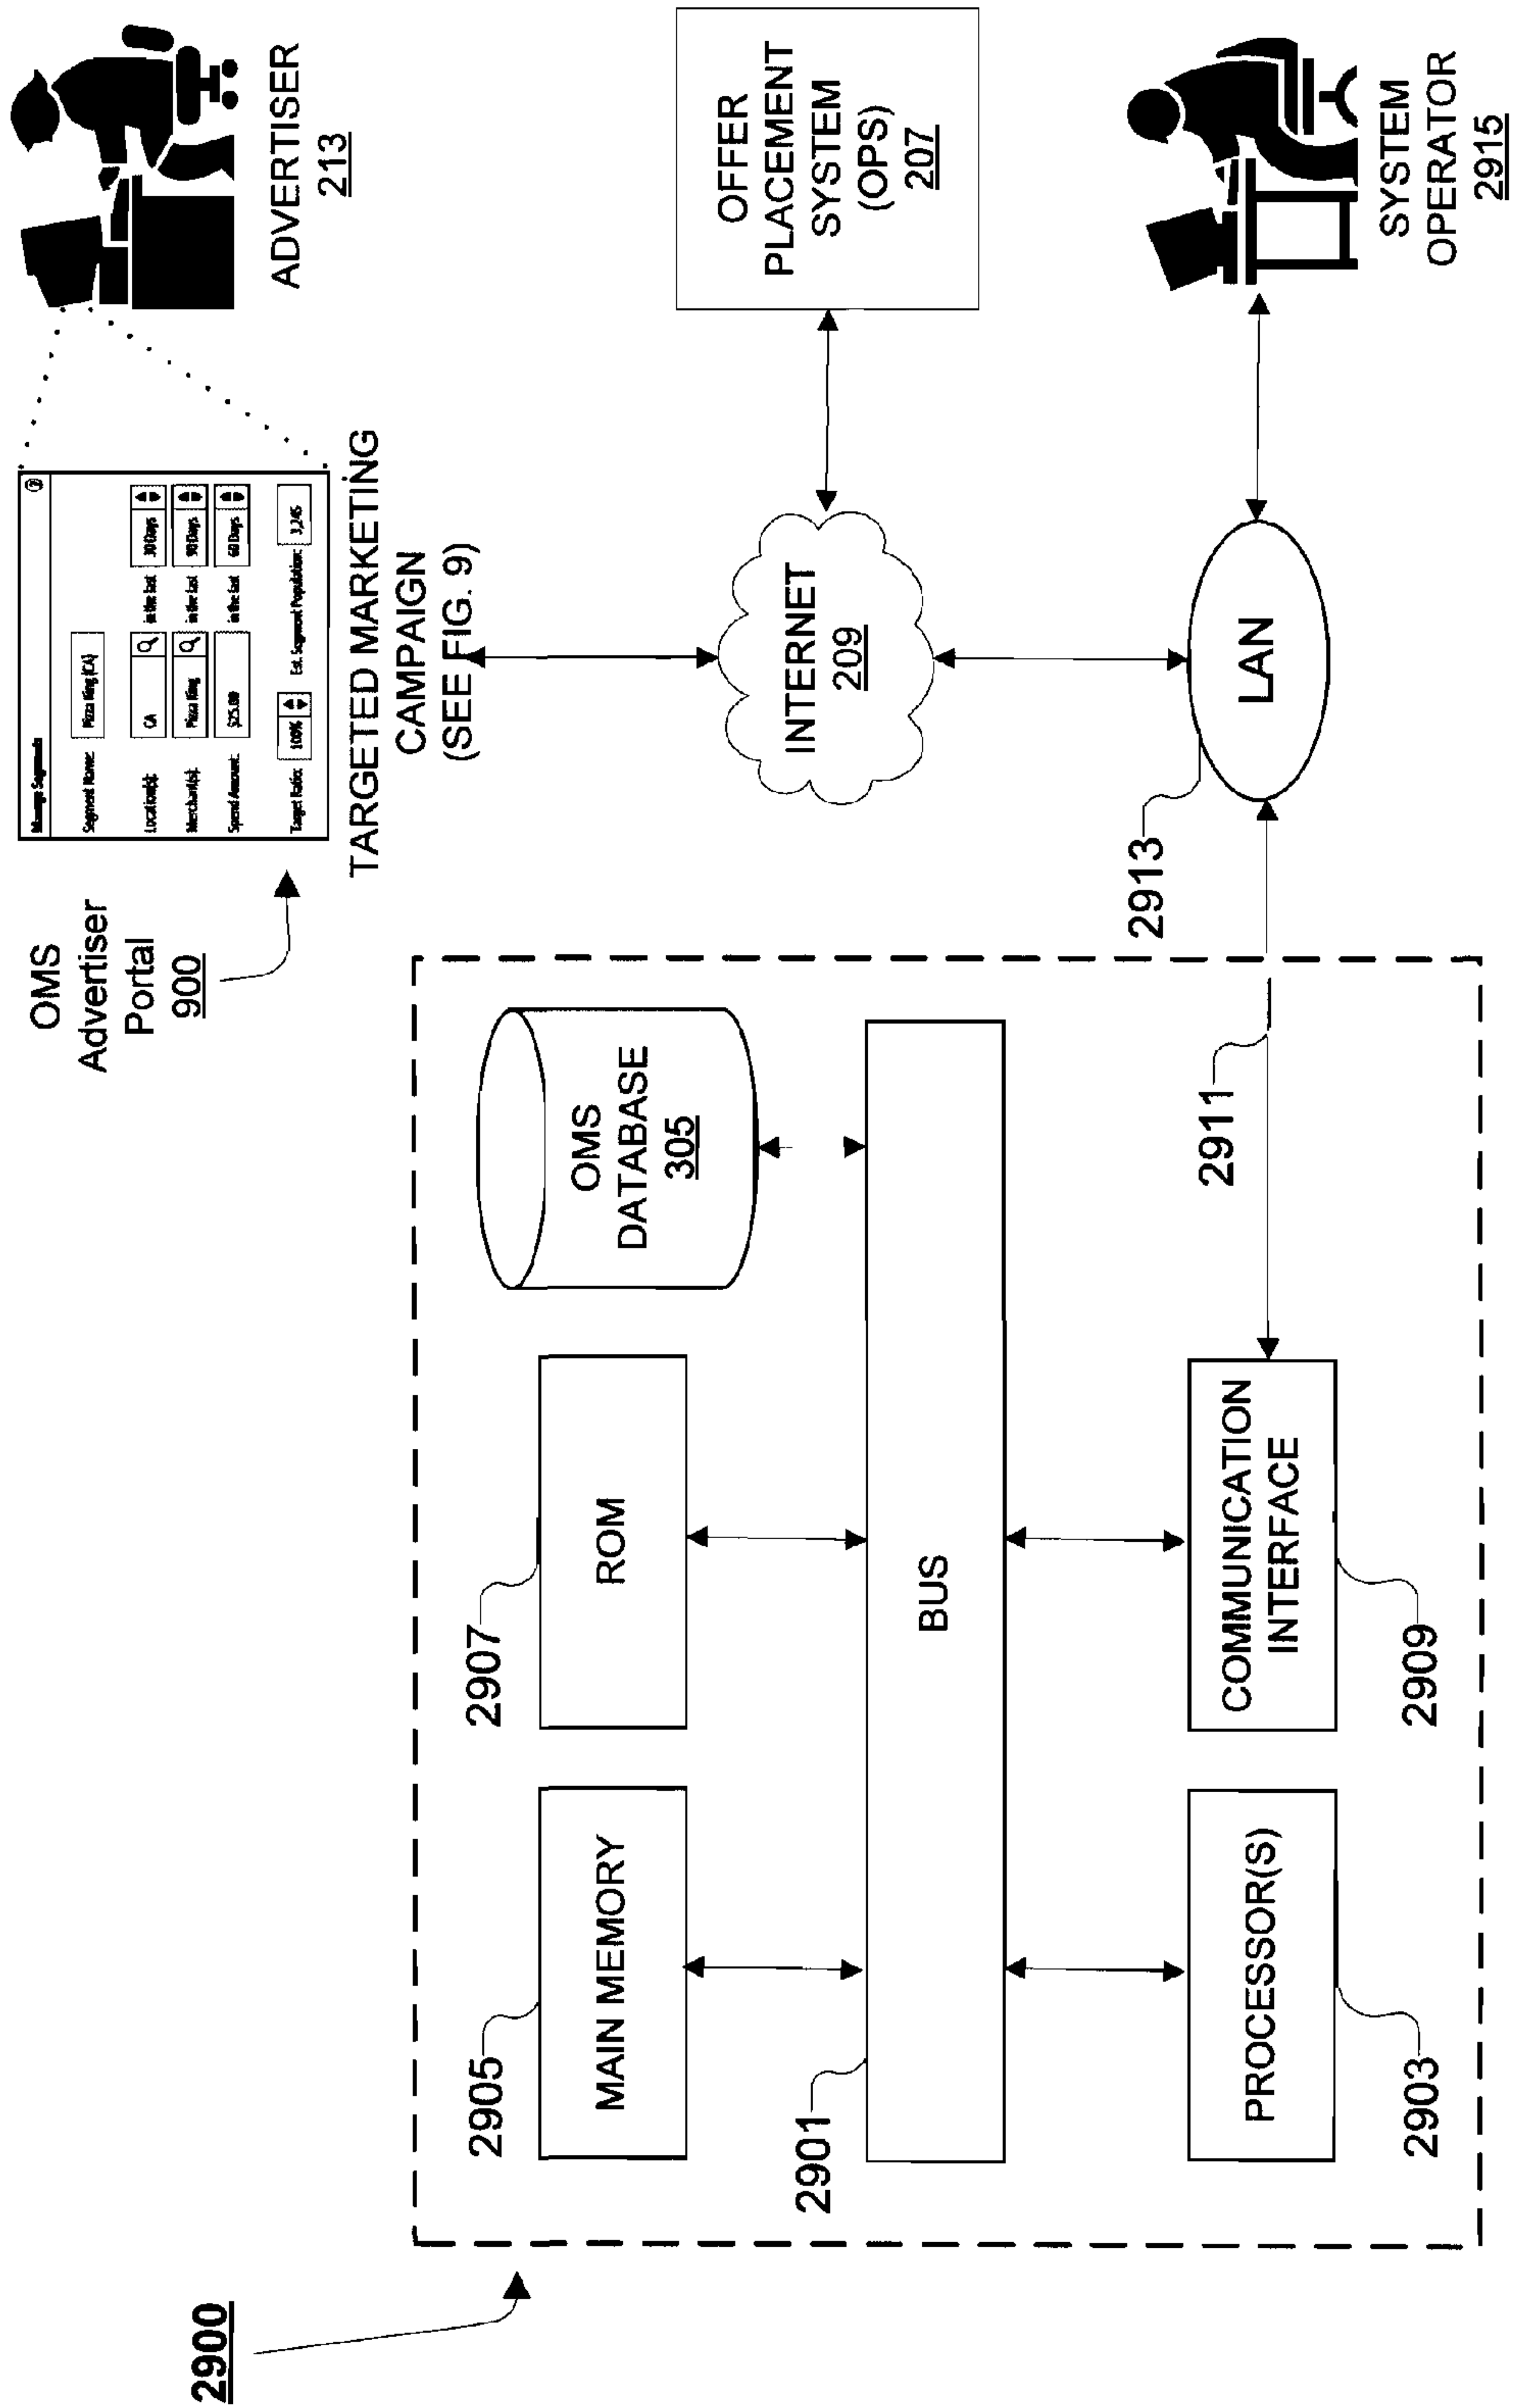 2900
OMS
Advertiser
Portal
900
Manage Segments
Segment Name:
Pizza King (CA)
Location(s):
CA
in the last
30 Days
Merchant(s):
Pizza King
in the last
90 Days
Spend Amount:
$25.00
in the last
60 Days
Target Ratio:
100%
Est. Segment Population:
3,245
TARGETED MARKETING
CAMPAIGN
(SEE FIG. 9)
ADVERTISER
213
2905
MAIN MEMORY
2907
ROM
OMS
DATABASE
305
2901
BUS
PROCESSOR(S)
2903
COMMUNICATION
INTERFACE
2909
2911
2913
INTERNET
209
LAN
OFFER
PLACEMENT
SYSTEM
(OPS)
207
SYSTEM
OPERATOR
2915